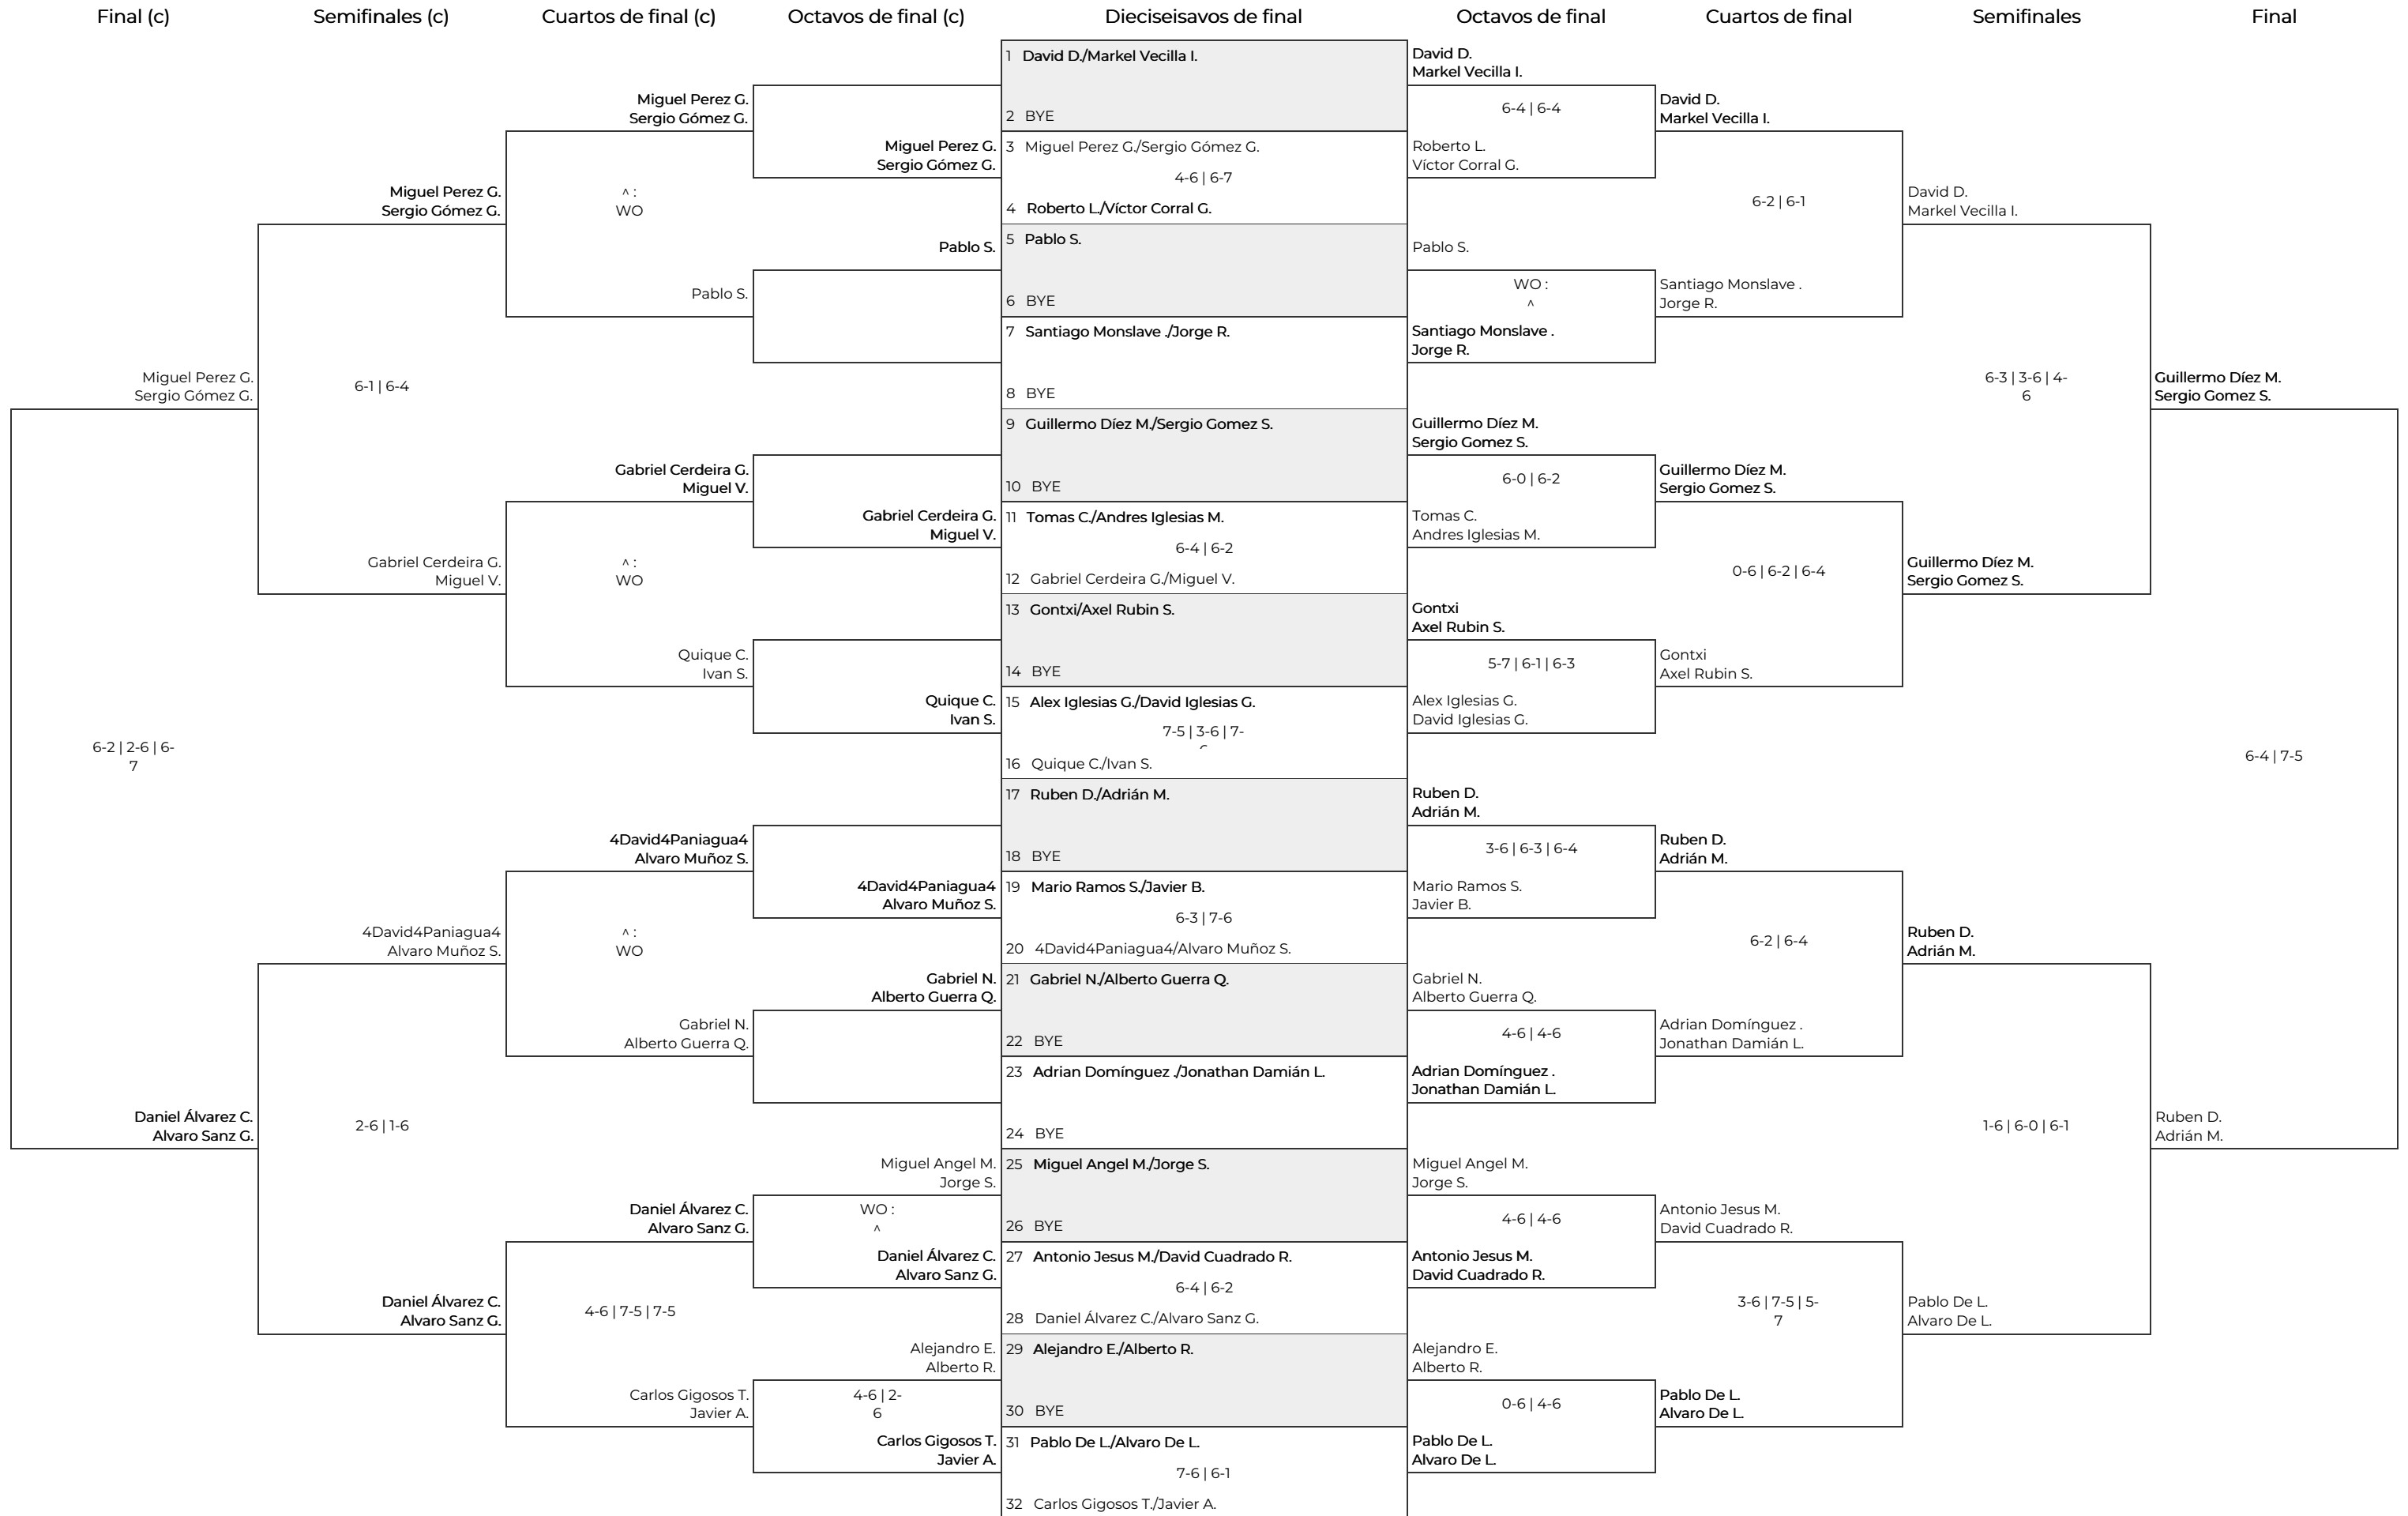 Final (c)
Semifinales (c)
Cuartos de final (c)
Octavos de final (c)
Dieciseisavos de final
Octavos de final
Cuartos de final
Semifinales
Final
Miguel Perez G.
Sergio Gómez G.
6-2 | 2-6 | 6-
7
Daniel Álvarez C.
Alvaro Sanz G.
Miguel Perez G.
Sergio Gómez G.
6-1 | 6-4
Gabriel Cerdeira G.
Miguel V.
4David4Paniagua4
Alvaro Muñoz S.
2-6 | 1-6
Daniel Álvarez C.
Alvaro Sanz G.
Miguel Perez G.
Sergio Gómez G.
^ :
WO
Pablo S.
Gabriel Cerdeira G.
Miguel V.
^ :
WO
Quique C.
Ivan S.
4David4Paniagua4
Alvaro Muñoz S.
^ :
WO
Gabriel N.
Alberto Guerra Q.
Daniel Álvarez C.
Alvaro Sanz G.
4-6 | 7-5 | 7-5
Carlos Gigosos T.
Javier A.
Miguel Perez G.
Sergio Gómez G.
Pablo S.
Gabriel Cerdeira G.
Miguel V.
Quique C.
Ivan S.
4David4Paniagua4
Alvaro Muñoz S.
Gabriel N.
Alberto Guerra Q.
Miguel Angel M.
Jorge S.
WO :
^
Daniel Álvarez C.
Alvaro Sanz G.
Alejandro E.
Alberto R.
4-6 | 2-
6
Carlos Gigosos T.
Javier A.
1 David D./Markel Vecilla I.
2 BYE
3 Miguel Perez G./Sergio Gómez G.
4-6 | 6-7
4 Roberto L./Víctor Corral G.
5 Pablo S.
6 BYE
7 Santiago Monslave ./Jorge R.
8 BYE
9 Guillermo Díez M./Sergio Gomez S.
10 BYE
11 Tomas C./Andres Iglesias M.
6-4 | 6-2
12 Gabriel Cerdeira G./Miguel V.
13 Gontxi/Axel Rubin S.
14 BYE
15 Alex Iglesias G./David Iglesias G.
7-5 | 3-6 | 7-
16 Quique C./Ivan S.
17 Ruben D./Adrián M.
18 BYE
19 Mario Ramos S./Javier B.
6-3 | 7-6
20 4David4Paniagua4/Alvaro Muñoz S.
21 Gabriel N./Alberto Guerra Q.
22 BYE
23 Adrian Domínguez ./Jonathan Damián L.
24 BYE
25 Miguel Angel M./Jorge S.
26 BYE
27 Antonio Jesus M./David Cuadrado R.
6-4 | 6-2
28 Daniel Álvarez C./Alvaro Sanz G.
29 Alejandro E./Alberto R.
30 BYE
31 Pablo De L./Alvaro De L.
7-6 | 6-1
32 Carlos Gigosos T./Javier A.
David D.
Markel Vecilla I.
6-4 | 6-4
Roberto L.
Víctor Corral G.
Pablo S.
WO :
^
Santiago Monslave .
Jorge R.
Guillermo Díez M.
Sergio Gomez S.
6-0 | 6-2
Tomas C.
Andres Iglesias M.
Gontxi
Axel Rubin S.
5-7 | 6-1 | 6-3
Alex Iglesias G.
David Iglesias G.
Ruben D.
Adrián M.
3-6 | 6-3 | 6-4
Mario Ramos S.
Javier B.
Gabriel N.
Alberto Guerra Q.
4-6 | 4-6
Adrian Domínguez .
Jonathan Damián L.
Miguel Angel M.
Jorge S.
4-6 | 4-6
Antonio Jesus M.
David Cuadrado R.
Alejandro E.
Alberto R.
0-6 | 4-6
Pablo De L.
Alvaro De L.
David D.
Markel Vecilla I.
6-2 | 6-1
Santiago Monslave .
Jorge R.
Guillermo Díez M.
Sergio Gomez S.
0-6 | 6-2 | 6-4
Gontxi
Axel Rubin S.
Ruben D.
Adrián M.
6-2 | 6-4
Adrian Domínguez .
Jonathan Damián L.
Antonio Jesus M.
David Cuadrado R.
3-6 | 7-5 | 5-
7
Pablo De L.
Alvaro De L.
David D.
Markel Vecilla I.
6-3 | 3-6 | 4-
6
Guillermo Díez M.
Sergio Gomez S.
Ruben D.
Adrián M.
1-6 | 6-0 | 6-1
Pablo De L.
Alvaro De L.
Guillermo Díez M.
Sergio Gomez S.
6-4 | 7-5
Ruben D.
Adrián M.